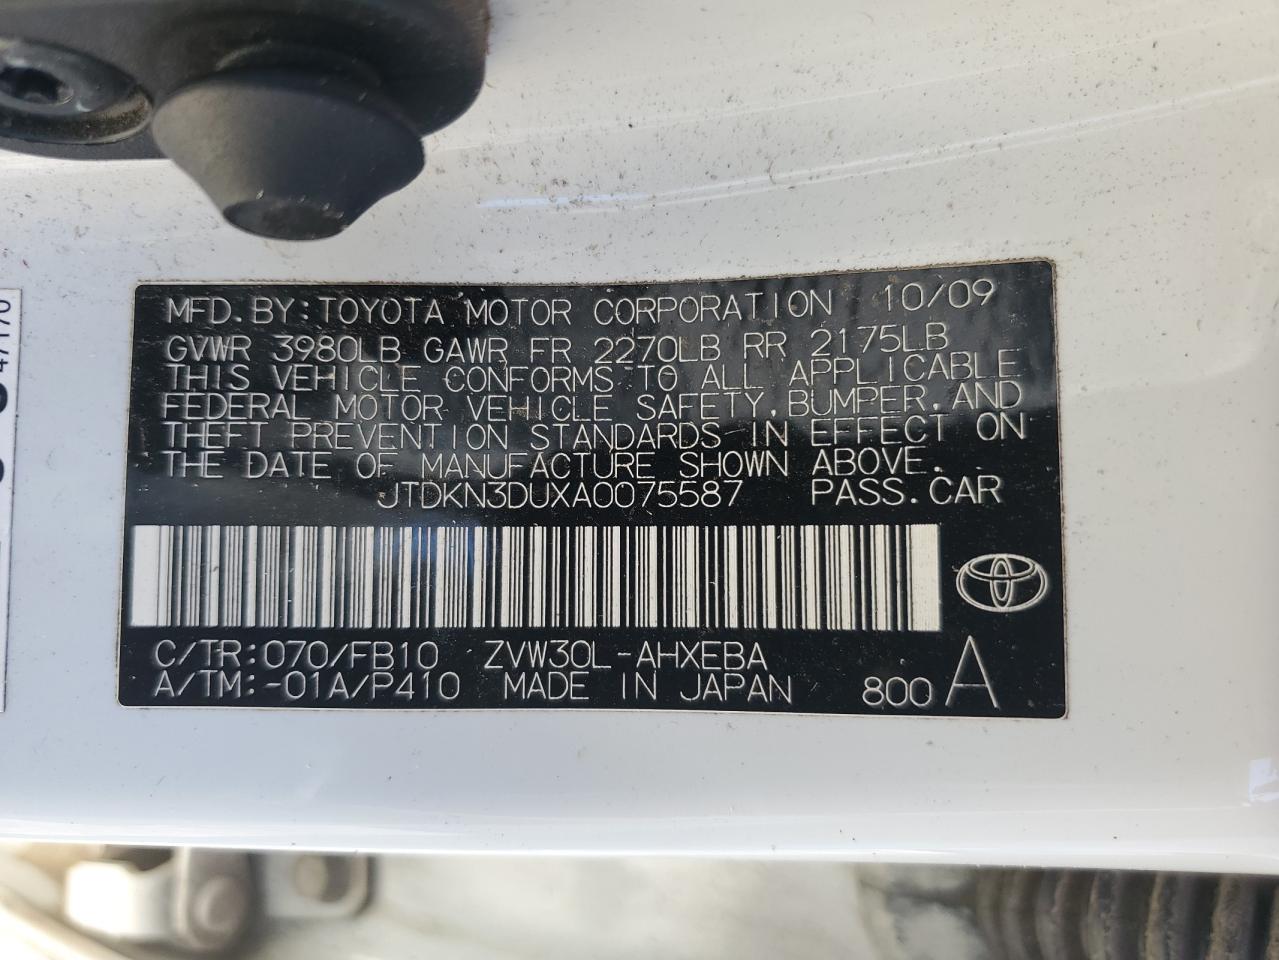 MFD. BY: TOYOTA MOTOR CORPORATION 10/09
GVWR 3980LB GAWR FR 2270LB RR 2175LB
THIS VEHICLE CONFORMS TO ALL APPLICABLE
FEDERAL MOTOR VEHICLE SAFETY, BUMPER, AND
THEFT PREVENTION STANDARDS IN EFFECT ON
THE DATE OF MANUFACTURE SHOWN ABOVE.
JTDKN3DUXA0075587 PASS. CAR
C/TR: 070/FB10 ZVW30L-AHXEBA
A/TM: -01A/P410 MADE IN JAPAN 800 A